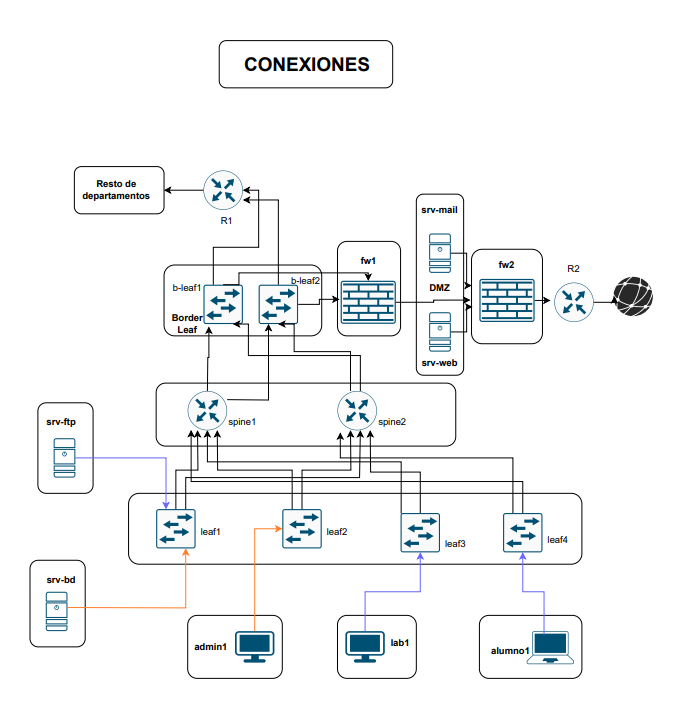 CONEXIONES
Resto de
departamentos
R1
srv-mail
fw1
fw2
R2
b-leaf1
b-leaf2
DMZ
Border
Leaf
srv-web
spine1
spine2
srv-ftp
leaf1
leaf2
leaf3
leaf4
srv-bd
admin1
lab1
alumno1